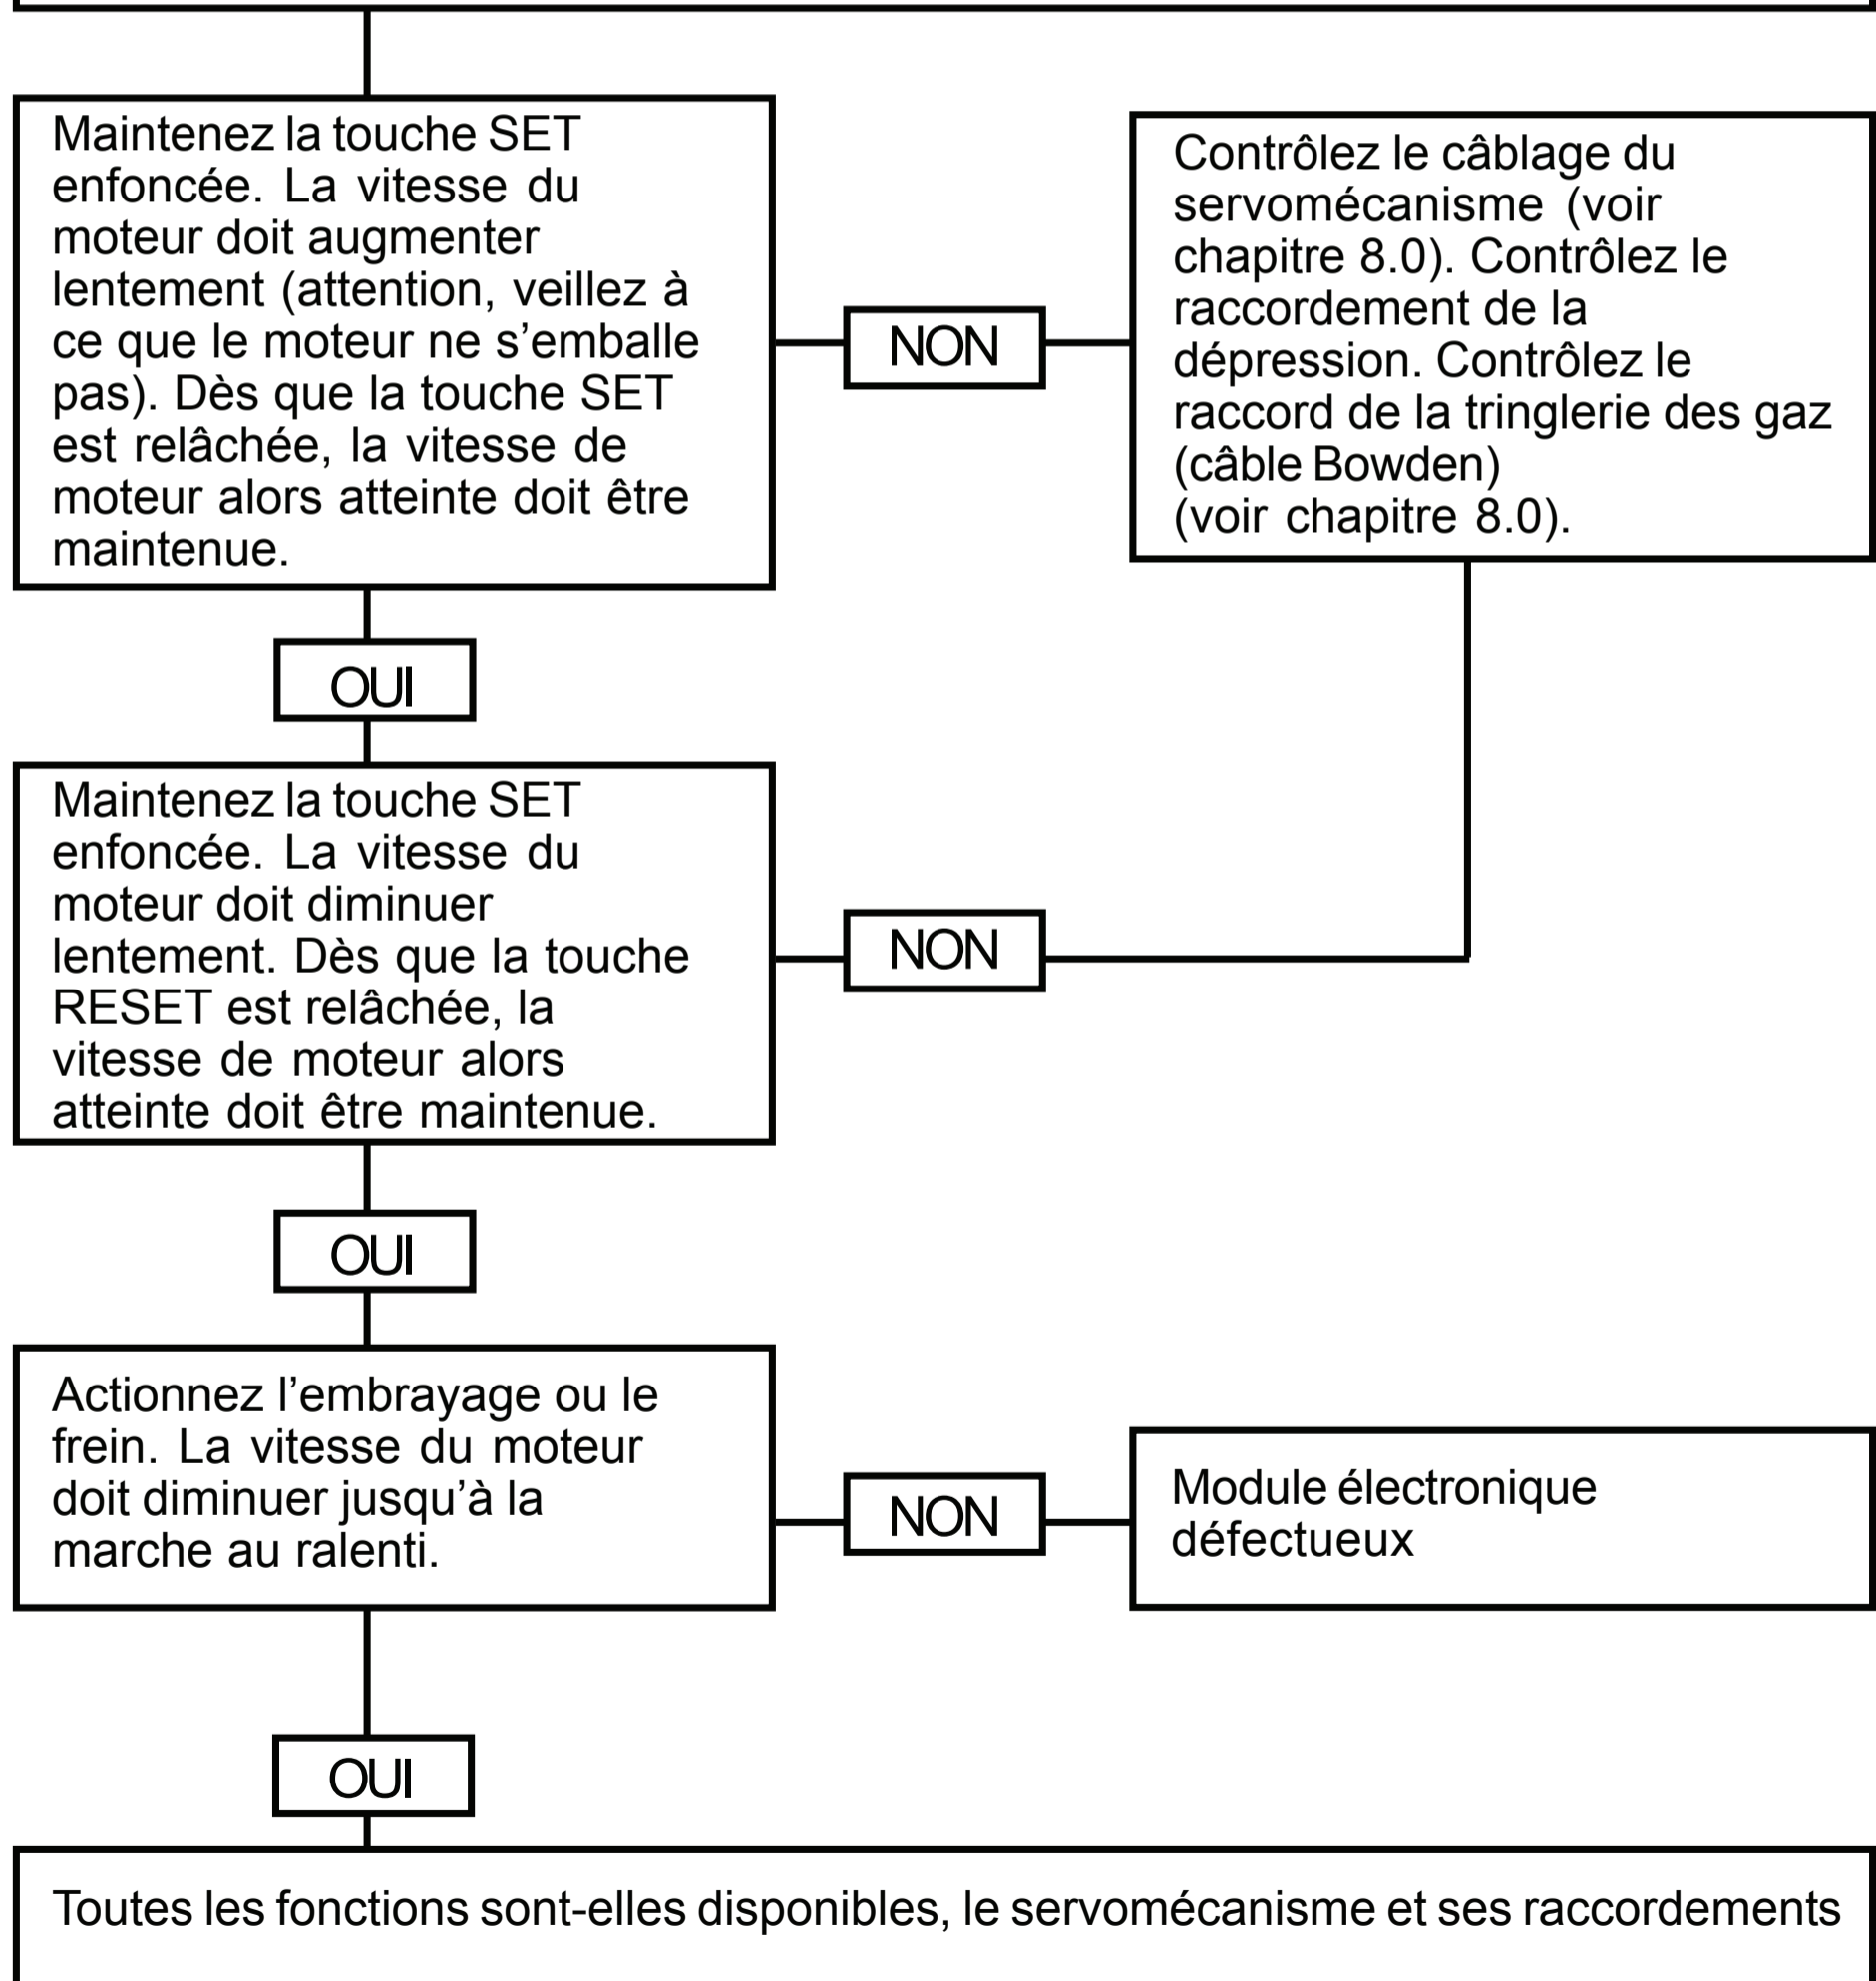 Maintenez la touche SET
enfoncée. La vitesse du
moteur doit augmenter
lentement (attention, veillez à
ce que le moteur ne s’emballe
pas). Dès que la touche SET
est relâchée, la vitesse de
moteur alors atteinte doit être
maintenue.
NON
Contrôlez le câblage du
servomécanisme (voir
chapitre 8.0). Contrôlez le
raccordement de la
dépression. Contrôlez le
raccord de la tringlerie des gaz
(câble Bowden)
(voir chapitre 8.0).
OUI
Maintenez la touche SET
enfoncée. La vitesse du
moteur doit diminuer
lentement. Dès que la touche
RESET est relâchée, la
vitesse de moteur alors
atteinte doit être maintenue.
NON
OUI
Actionnez l’embrayage ou le
frein. La vitesse du moteur
doit diminuer jusqu’à la
marche au ralenti.
NON
Module électronique
défectueux
OUI
Toutes les fonctions sont-elles disponibles, le servomécanisme et ses raccordements